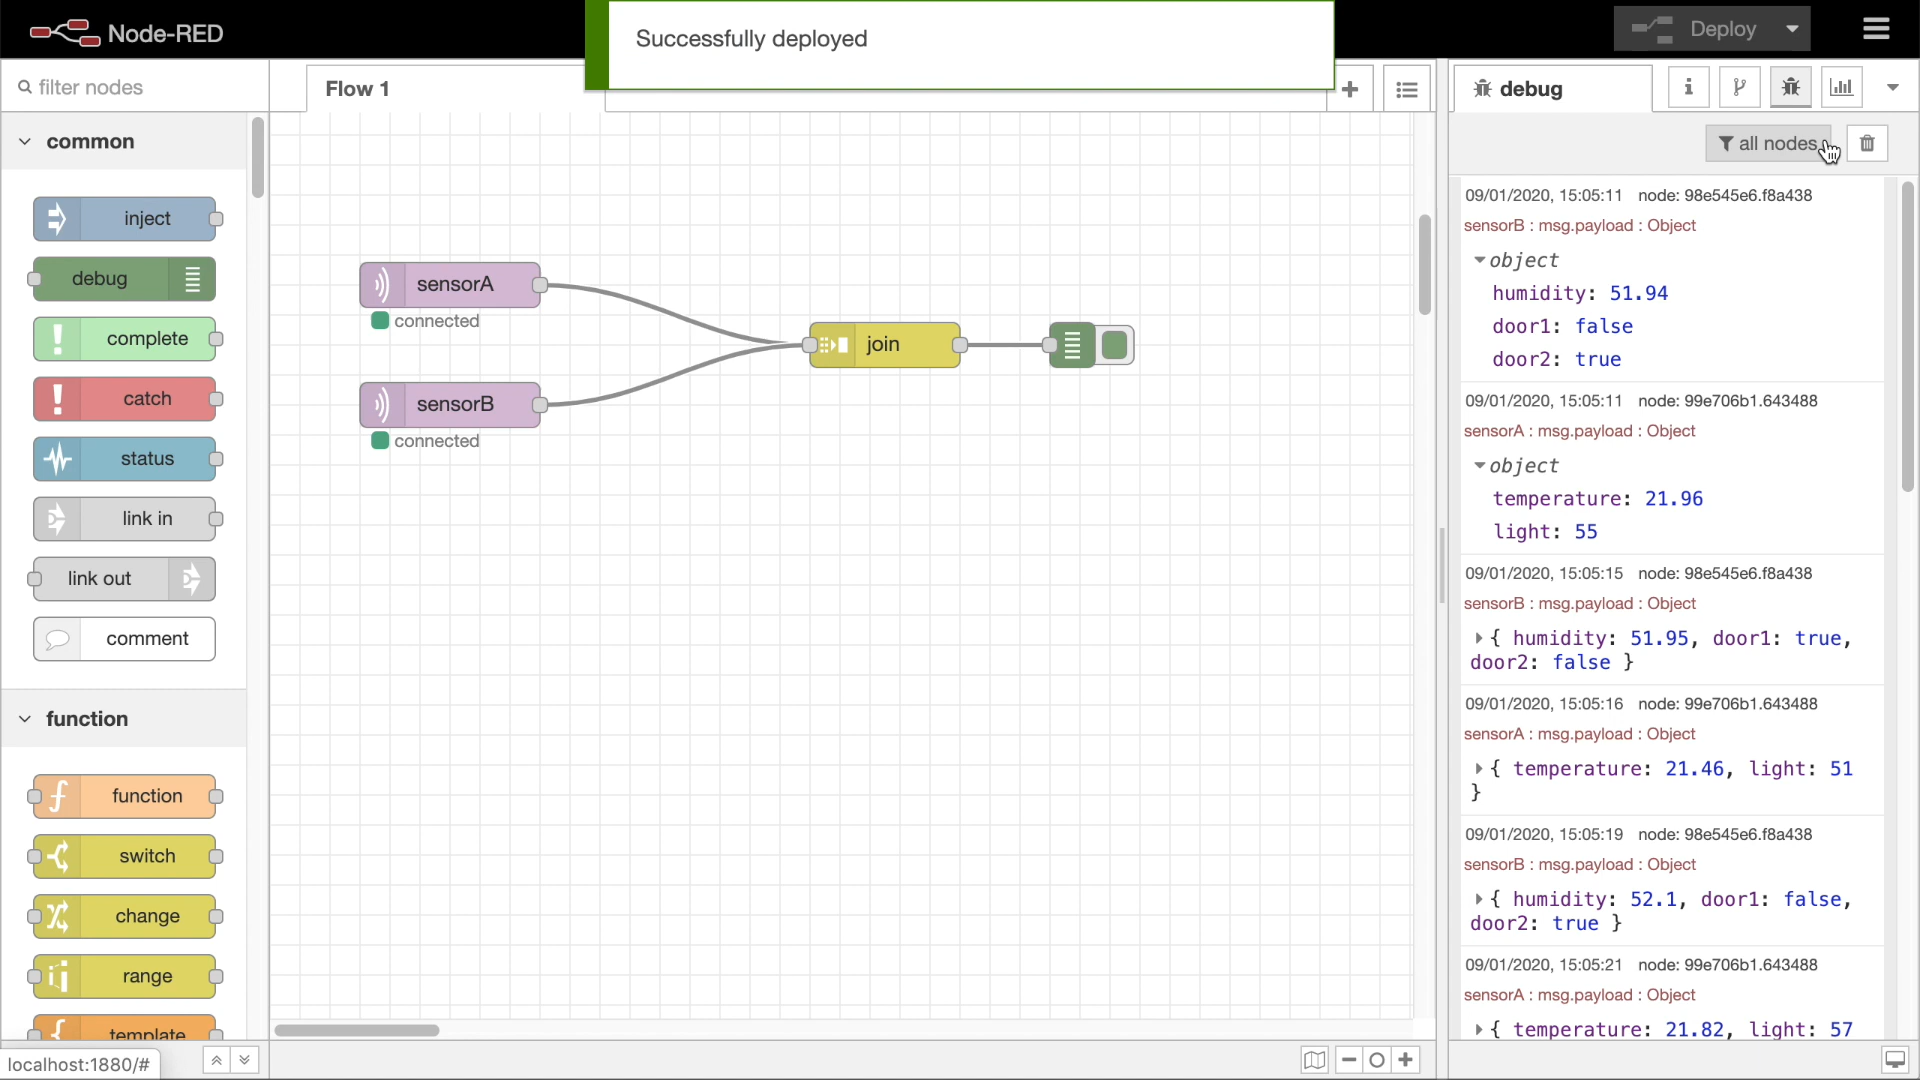 Node-RED
Successfully deployed
Deploy
filter nodes
Flow 1
debug
common
all nodes
inject
debug
complete
catch
status
link in
link out
comment
function
function
switch
change
range
template
localhost:1880/#
sensorA
connected
sensorB
connected
join
09/01/2020, 15:05:11 node: 98e545e6.f8a438
sensorB : msg.payload : Object
object
humidity: 51.94
door1: false
door2: true
09/01/2020, 15:05:11 node: 99e706b1.643488
sensorA : msg.payload : Object
object
temperature: 21.96
light: 55
09/01/2020, 15:05:15 node: 98e545e6.f8a438
sensorB : msg.payload : Object
{ humidity: 51.95, door1: true,
door2: false }
09/01/2020, 15:05:16 node: 99e706b1.643488
sensorA : msg.payload : Object
{ temperature: 21.46, light: 51
}
09/01/2020, 15:05:19 node: 98e545e6.f8a438
sensorB : msg.payload : Object
{ humidity: 52.1, door1: false,
door2: true }
09/01/2020, 15:05:21 node: 99e706b1.643488
sensorA : msg.payload : Object
{ temperature: 21.82, light: 57